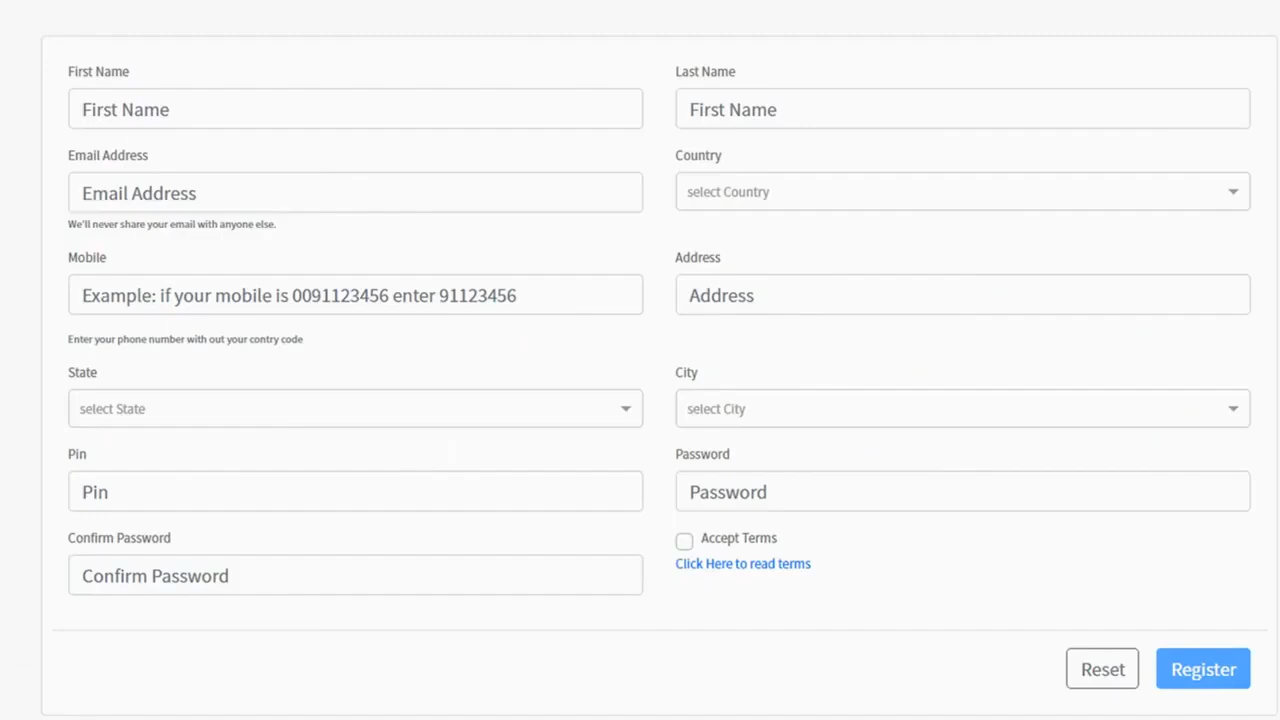 First Name
Last Name
First Name
First Name
Email Address
Country
Email Address
select Country
We'll never share your email with anyone else.
Mobile
Address
Example: if your mobile is 0091123456 enter 91123456
Address
Enter your phone number with out your contry code
State
City
select State
select City
Pin
Password
Pin
Password
Confirm Password
Accept Terms
Click Here to read terms
Confirm Password
Reset
Register